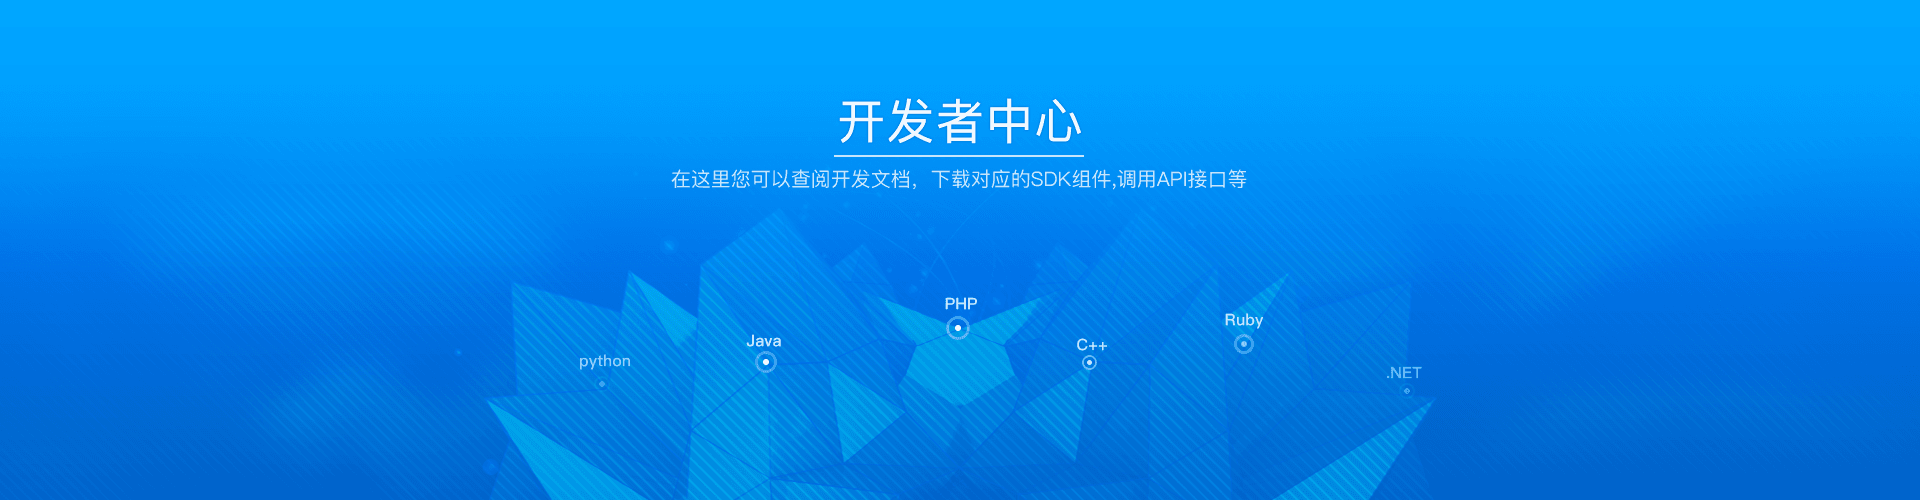 开发者中心
在这里您可以查阅开发文档，下载对应的SDK组件,调用API接口等
PHP
Ruby
Java
C++
python
.NET